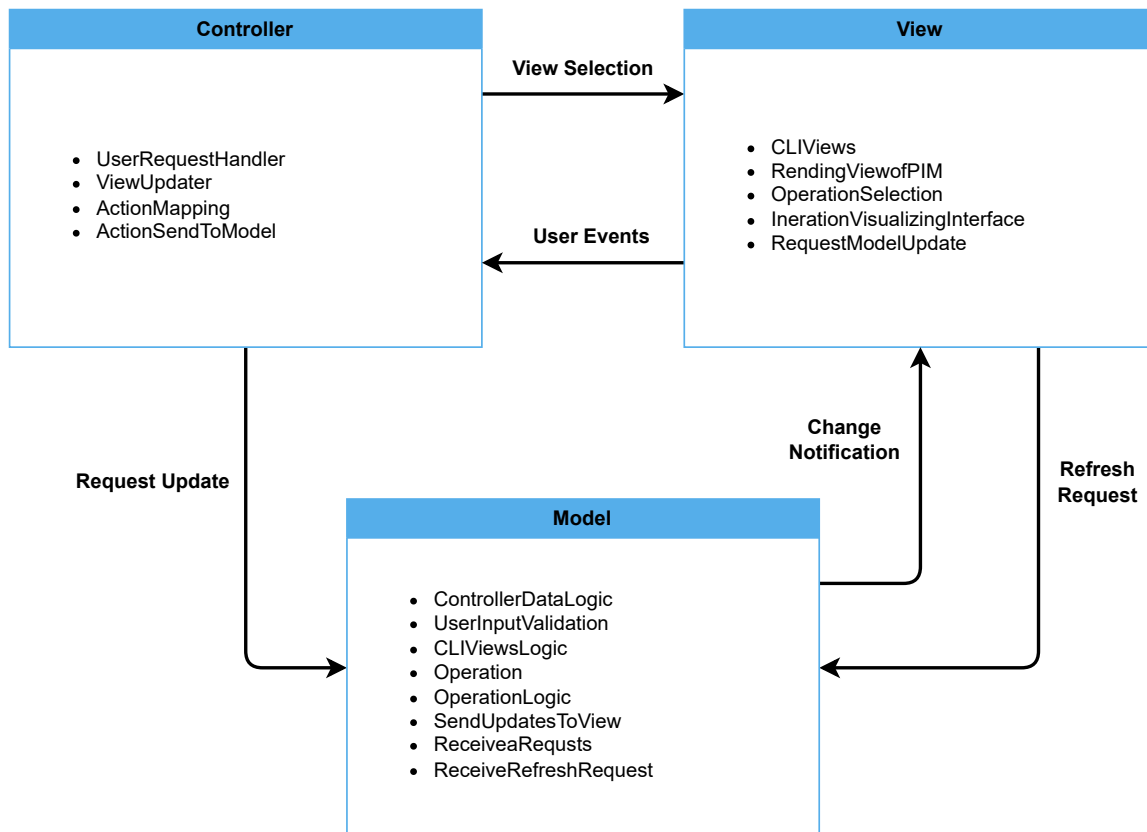 Controller
View
View Selection
UserRequestHandler
ViewUpdater
ActionMapping
ActionSendToModel
CLIViews
RendingViewofPIM
OperationSelection
InerationVisualizingInterface
RequestModelUpdate
User Events
Change
Notification
Request Update
Refresh
Request
Model
ControllerDataLogic
UserInputValidation
CLIViewsLogic
Operation
OperationLogic
SendUpdatesToView
ReceiveaRequsts
ReceiveRefreshRequest